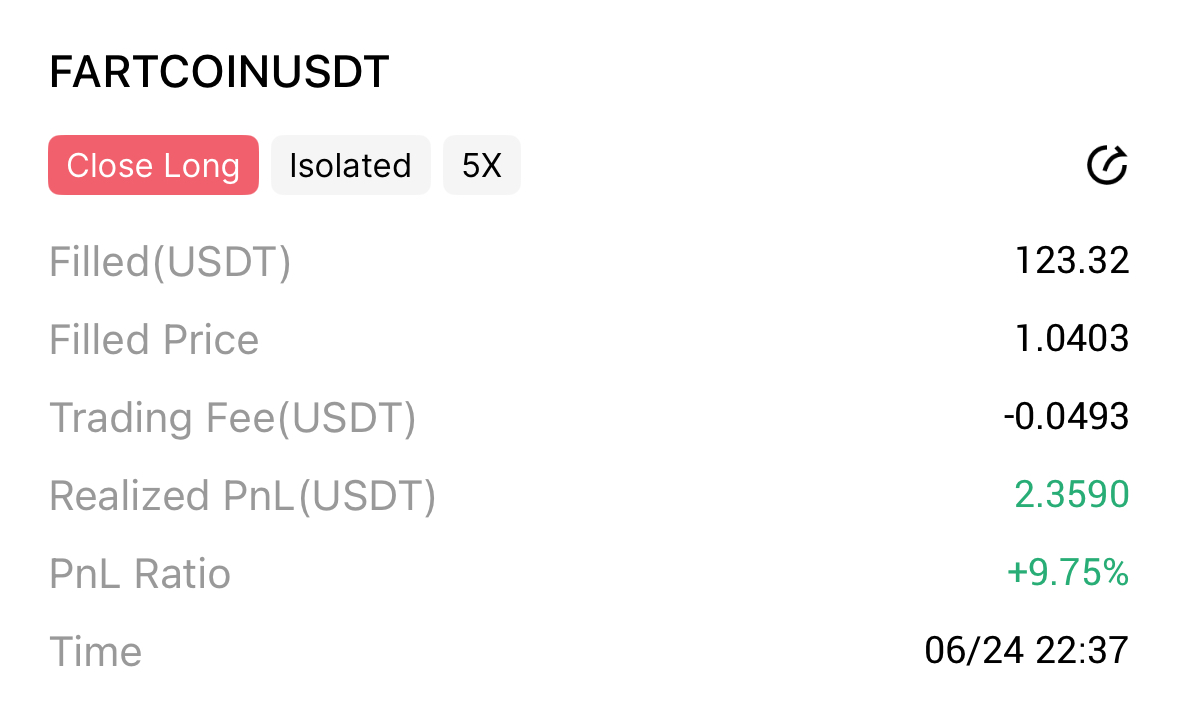 FARTCOINUSDT
Close Long Isolated 5X
Filled(USDT) 123.32
Filled Price 1.0403
Trading Fee(USDT) -0.0493
Realized PnL(USDT) 2.3590
PnL Ratio +9.75%
Time 06/24 22:37